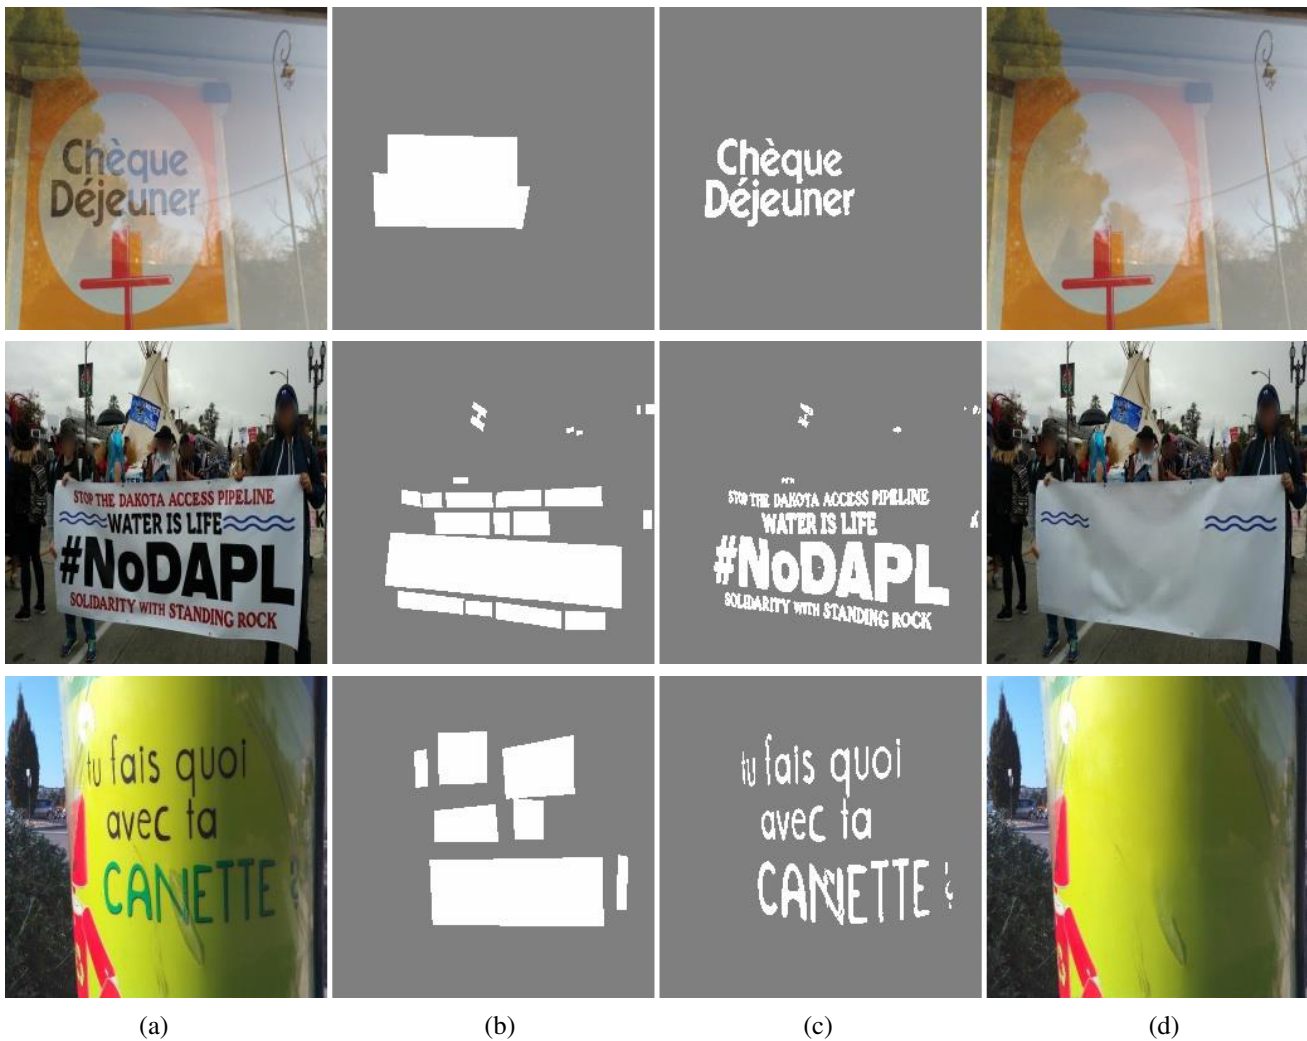 Chèque
Déjeuner
Chèque
Déjeuner
STOP THE DAKOTA ACCESS PIPELINE
WATER IS LIFE
#NoDAPL
SOLIDARITY WITH STANDING ROCK
STOP THE DAKOTA ACCESS PIPELINE
WATER IS LIFE
#NoDAPL
SOLIDARITY WITH STANDING ROCK
tu fais quoi
avec ta
CANETTE ?
tu fais quoi
avec ta
CANETTE ?
(a) (b) (c) (d)